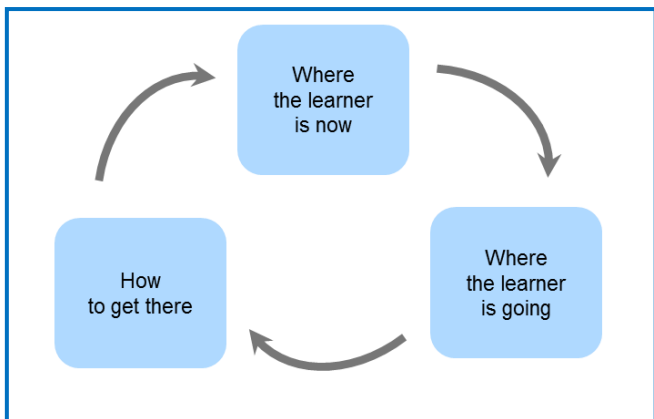 Where
the learner
is now
Where
the learner
is going
How
to get there